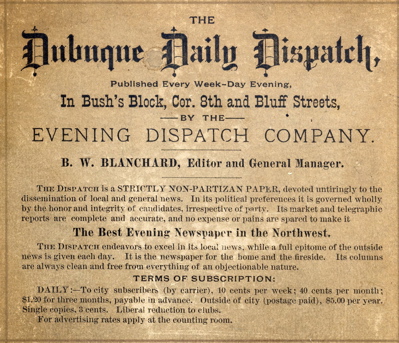 THE
Dubuque Daily Dispatch,
Published Every Week-Day Evening,
In Bush's Block, Cor. 8th and Bluff Streets,
—BY THE—
EVENING DISPATCH COMPANY.
B. W. BLANCHARD, Editor and General Manager.
THE DISPATCH is a STRICTLY NON-PARTIZAN PAPER, devoted untiringly to the
dissemination of local and general news. In its political preferences it is governed wholly
by the honor and integrity of candidates, irrespective of party. Its market and telegraphic
reports are complete and accurate, and no expense or pains are spared to make it
The Best Evening Newspaper in the Northwest.
THE DISPATCH endeavors to excel in its local news, while a full epitome of the outside
news is given each day. It is the newspaper for the home and the fireside. Its columns
are always clean and free from everything of an objectionable nature.
TERMS OF SUBSCRIPTION:
DAILY:—To city subscribers (by carrier), 10 cents per week; 40 cents per month;
$1.20 for three months, payable in advance. Outside of city (postage paid), $5.00 per year.
Single copies, 3 cents. Liberal reduction to clubs.
For advertising rates apply at the counting room.